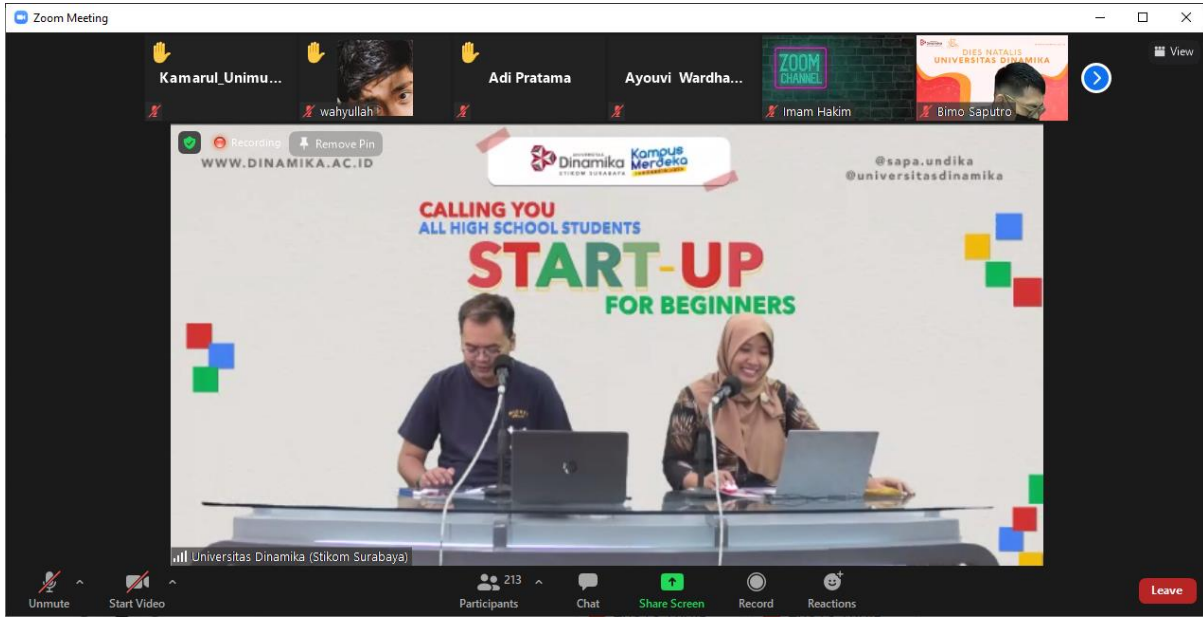 Zoom Meeting
View
Kamarul_Unimu...
wahyullah
Adi Pratama
Ayouvi Wardha...
ZOOM
CHANNEL
Imam Hakim
DIES NATALIS
UNIVERSITAS DINAMIKA
Bimo Saputro
Recording
Remove Pin
WWW.DINAMIKA.AC.ID
UNIVERSITAS
Dinamika
STIKOM SURABAYA
Kampus
Merdeka
@sapa.undika
@universitasdinamika
CALLING YOU
ALL HIGH SCHOOL STUDENTS
START-UP
FOR BEGINNERS
Universitas Dinamika (Stikom Surabaya)
Unmute
Start Video
213
Participants
Chat
Share Screen
Record
Reactions
Leave